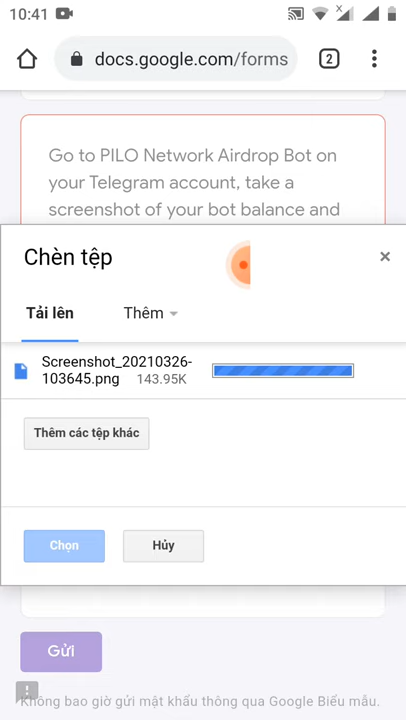 10:41
docs.google.com/forms
2
Go to PILO Network Airdrop Bot on
your Telegram account, take a
screenshot of your bot balance and
Chèn tệp
×
Tải lên
Thêm
Screenshot_20210326-
103645.png 143.95K
Thêm các tệp khác
Chọn
Hủy
Gửi
Không bao giờ gửi mật khẩu thông qua Google Biểu mẫu.